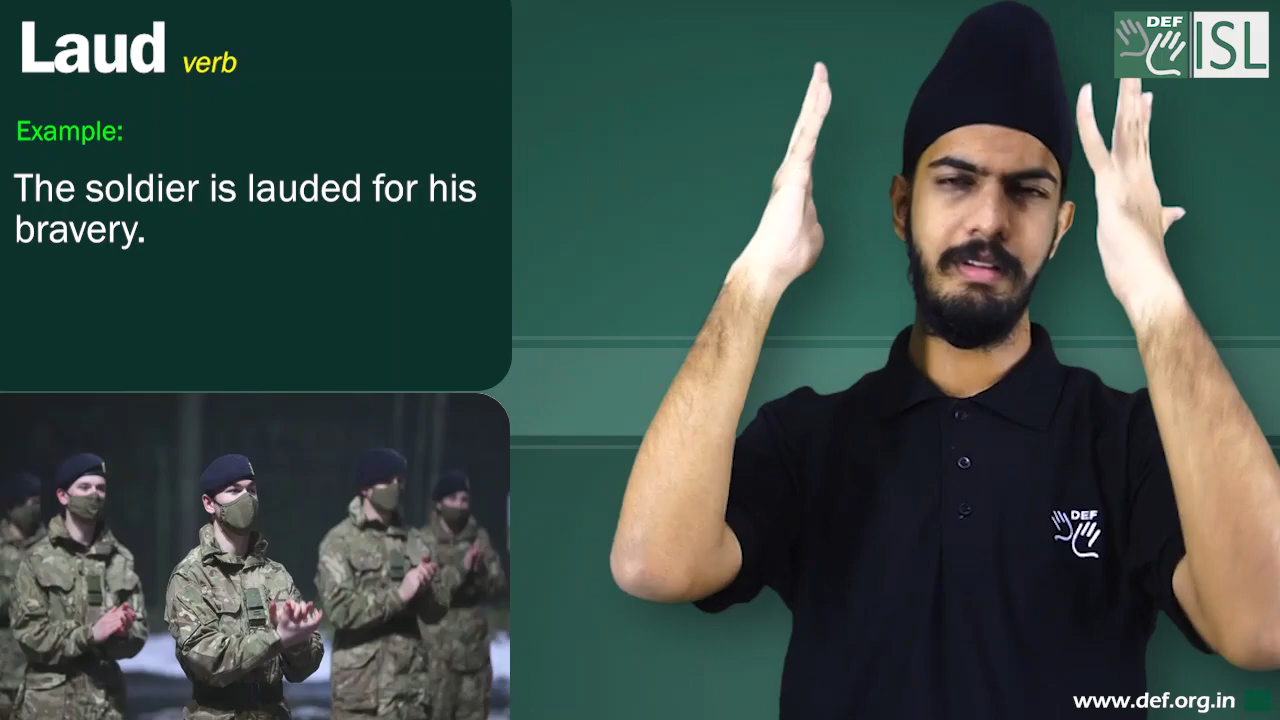 Laud verb
Example:
The soldier is lauded for his
bravery.
DEF
ISL
DEF
www.def.org.in